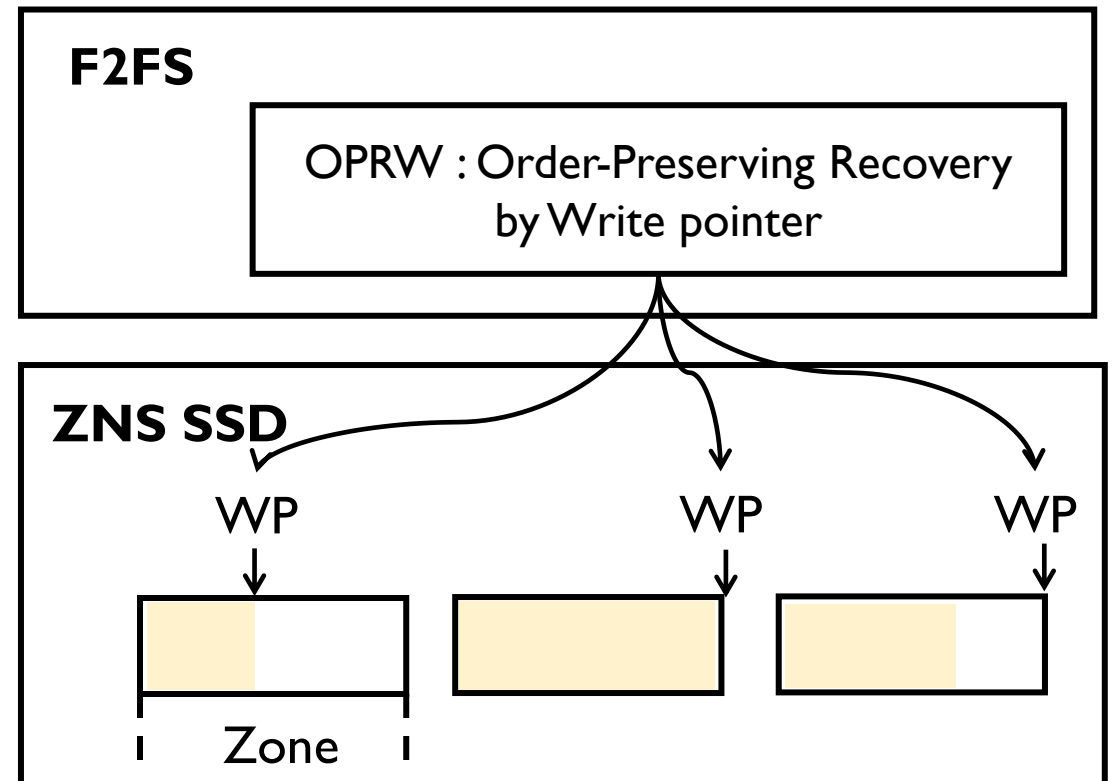 F2FS
OPRW : Order-Preserving Recovery
by Write pointer
ZNS SSD
WP WP WP
Zone